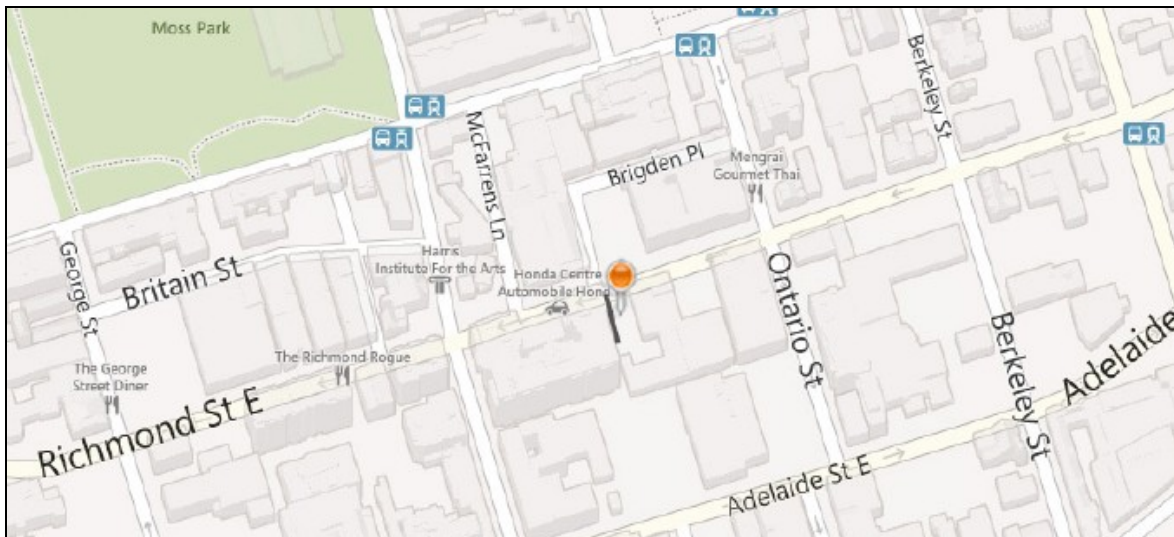 Moss Park
Berkeley St
McFarrens Ln
Brigden Pl
Mengrai
Gourmet Thai
George St
Britain St
Harris
Institute For the Arts
Honda Centre
Automobile Hond
Ontario St
Berkeley St
The Richmond Rogue
The George
Street Diner
Richmond St E
Adelaide
Adelaide St E